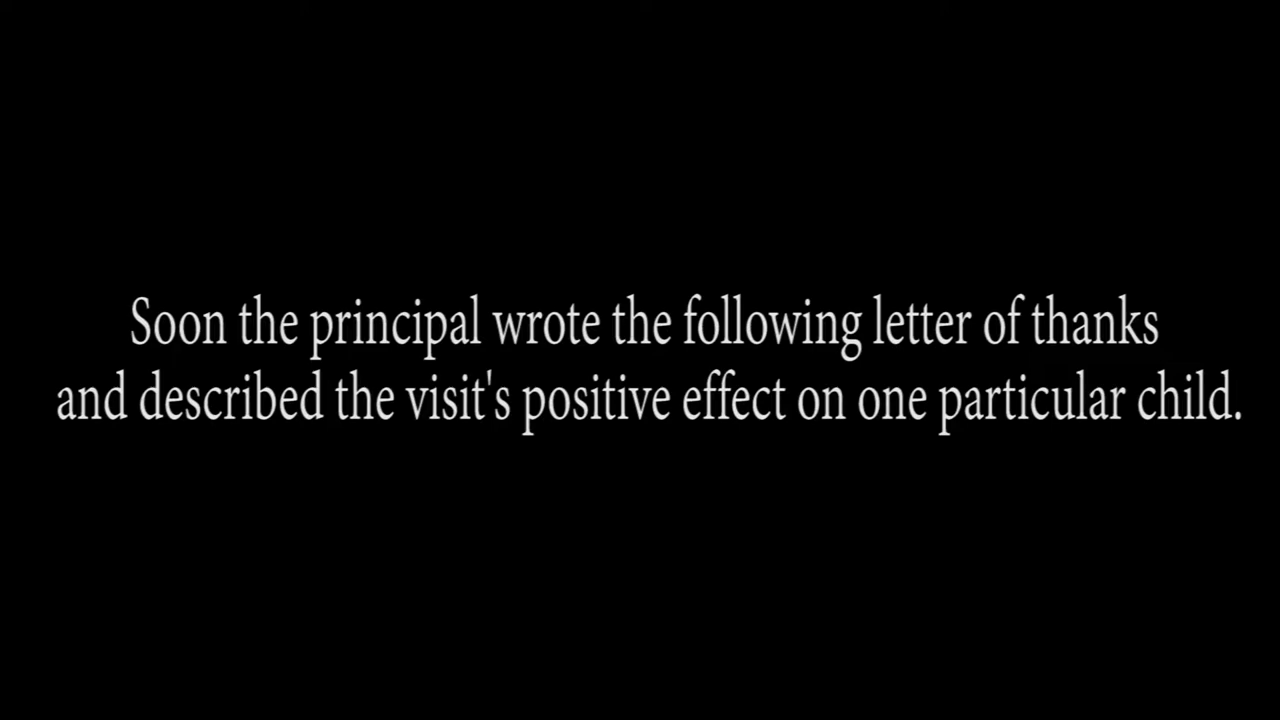 Soon the principal wrote the following letter of thanks
and described the visit's positive effect on one particular child.